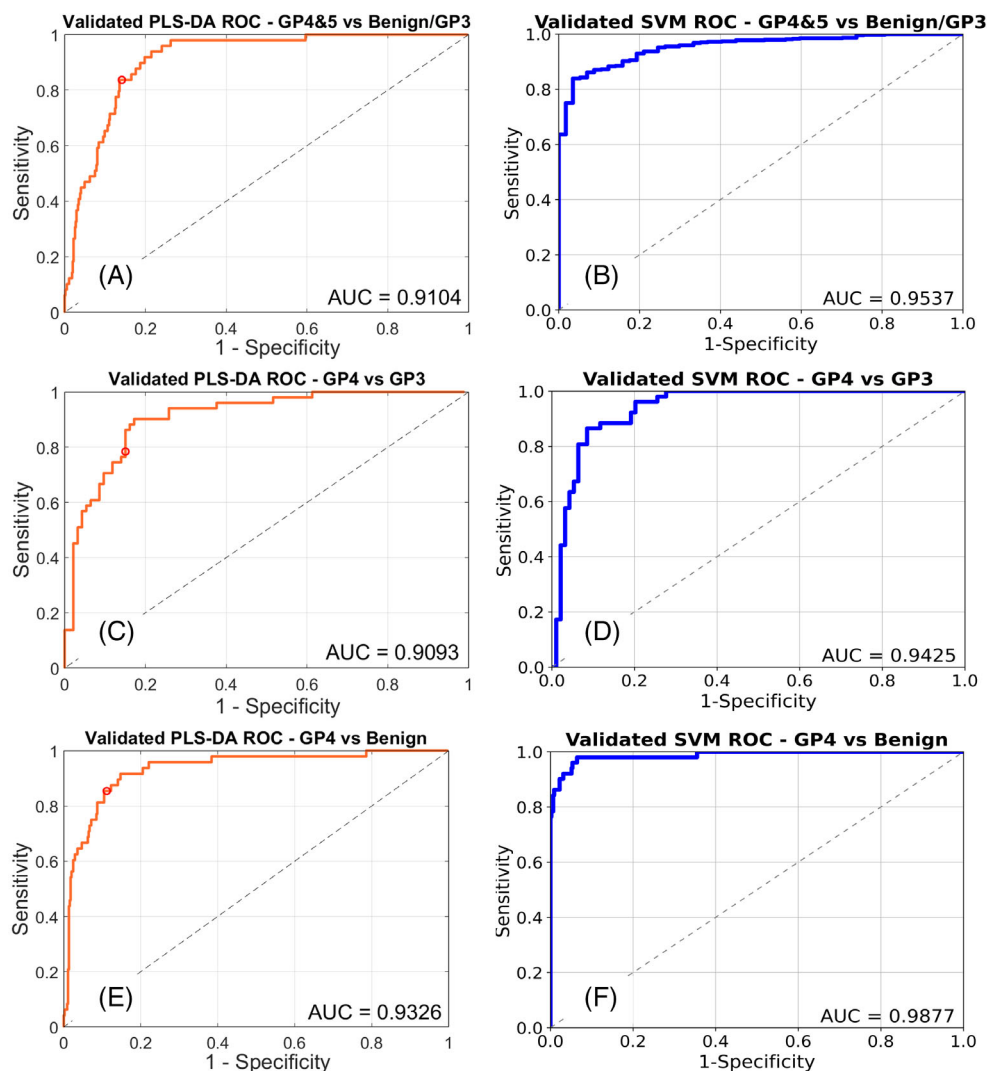 Validated PLS-DA ROC - GP4&5 vs Benign/GP3
1
0.8
0.6
0.4
0.2
0
Sensitivity
(A)
AUC = 0.9104
0 0.2 0.4 0.6 0.8 1
1 - Specificity
Validated SVM ROC - GP4&5 vs Benign/GP3
1.0
0.8
0.6
0.4
0.2
0.0
Sensitivity
(B)
AUC = 0.9537
0.0 0.2 0.4 0.6 0.8 1.0
1-Specificity
Validated PLS-DA ROC - GP4 vs GP3
1
0.8
0.6
0.4
0.2
0
Sensitivity
(C)
AUC = 0.9093
0 0.2 0.4 0.6 0.8 1
1 - Specificity
Validated SVM ROC - GP4 vs GP3
1.0
0.8
0.6
0.4
0.2
0.0
Sensitivity
(D)
AUC = 0.9425
0.0 0.2 0.4 0.6 0.8 1.0
1-Specificity
Validated PLS-DA ROC - GP4 vs Benign
1
0.8
0.6
0.4
0.2
0
Sensitivity
(E)
AUC = 0.9326
0 0.2 0.4 0.6 0.8 1
1 - Specificity
Validated SVM ROC - GP4 vs Benign
1.0
0.8
0.6
0.4
0.2
0.0
Sensitivity
(F)
AUC = 0.9877
0.0 0.2 0.4 0.6 0.8 1.0
1-Specificity